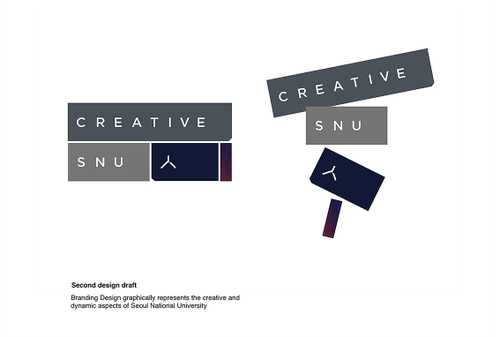 CREATIVE
SNU
CREATIVE
SNU
Second design draft
Branding Design graphically represents the creative and
dynamic aspects of Seoul National University